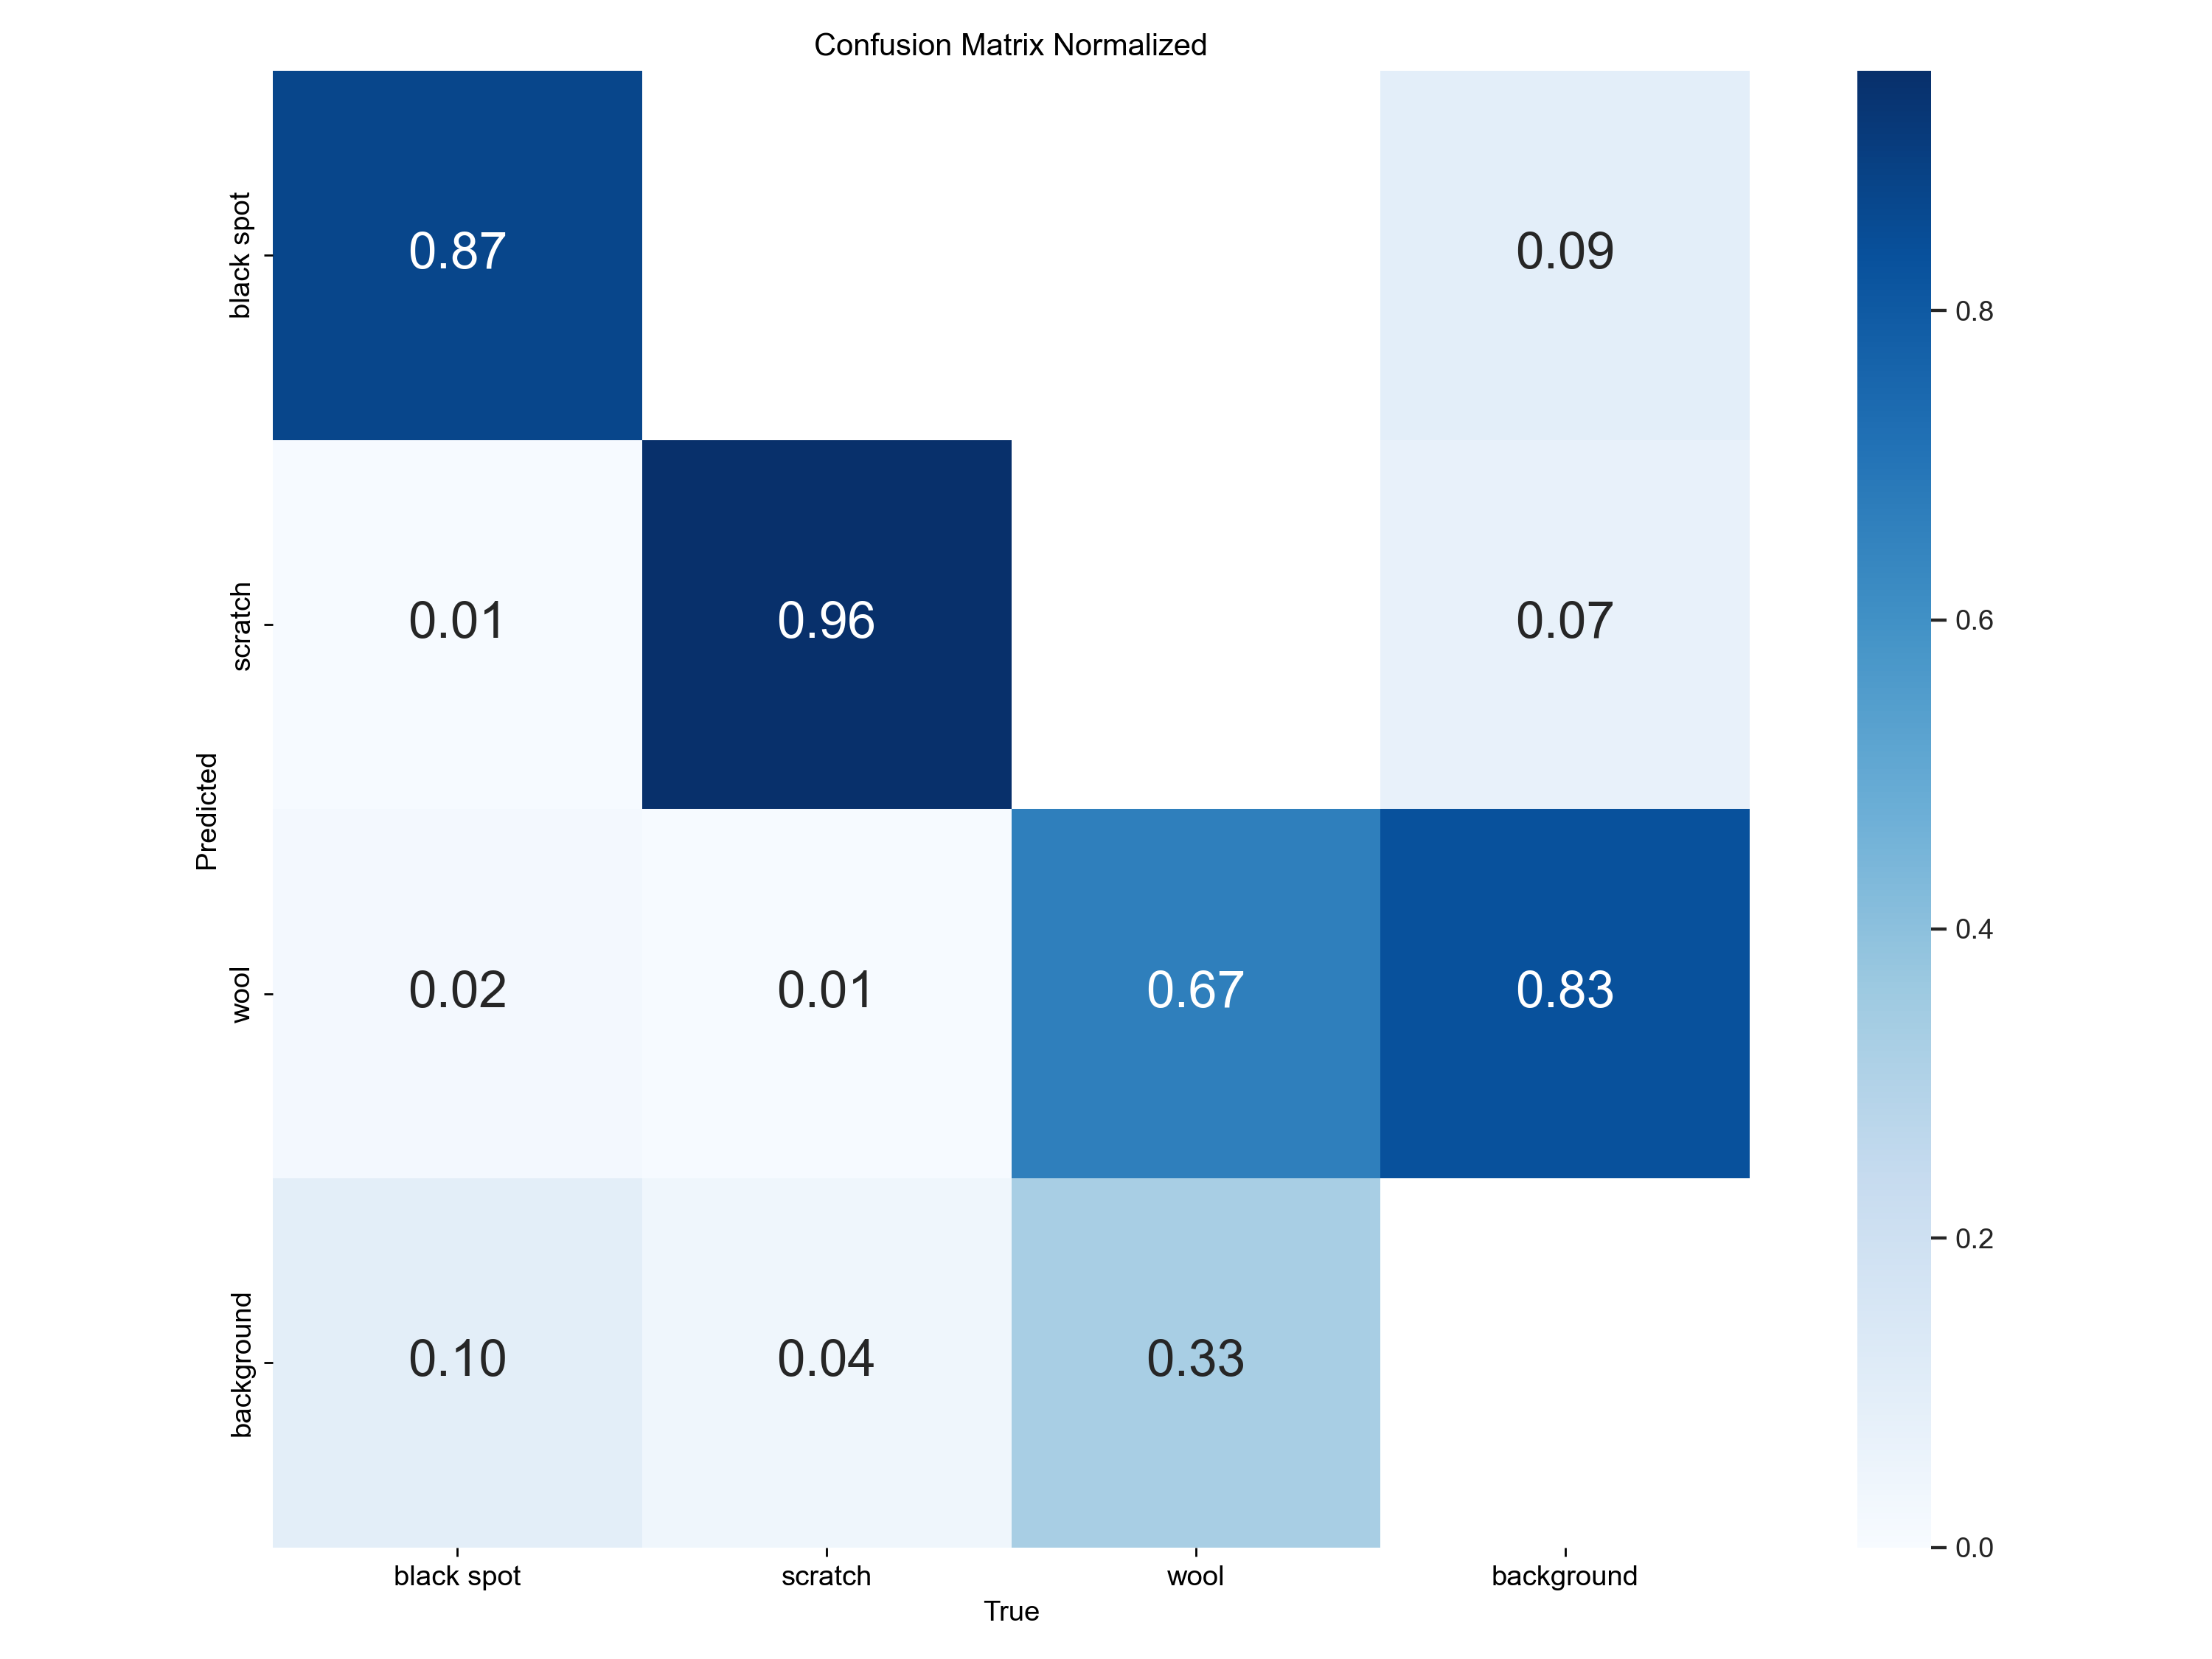 Confusion Matrix Normalized
black spot
0.87
0.09
scratch
0.01
0.96
0.07
wool
0.02
0.01
0.67
0.83
background
0.10
0.04
0.33
Predicted
black spot
scratch
wool
background
True
0.8
0.6
0.4
0.2
0.0